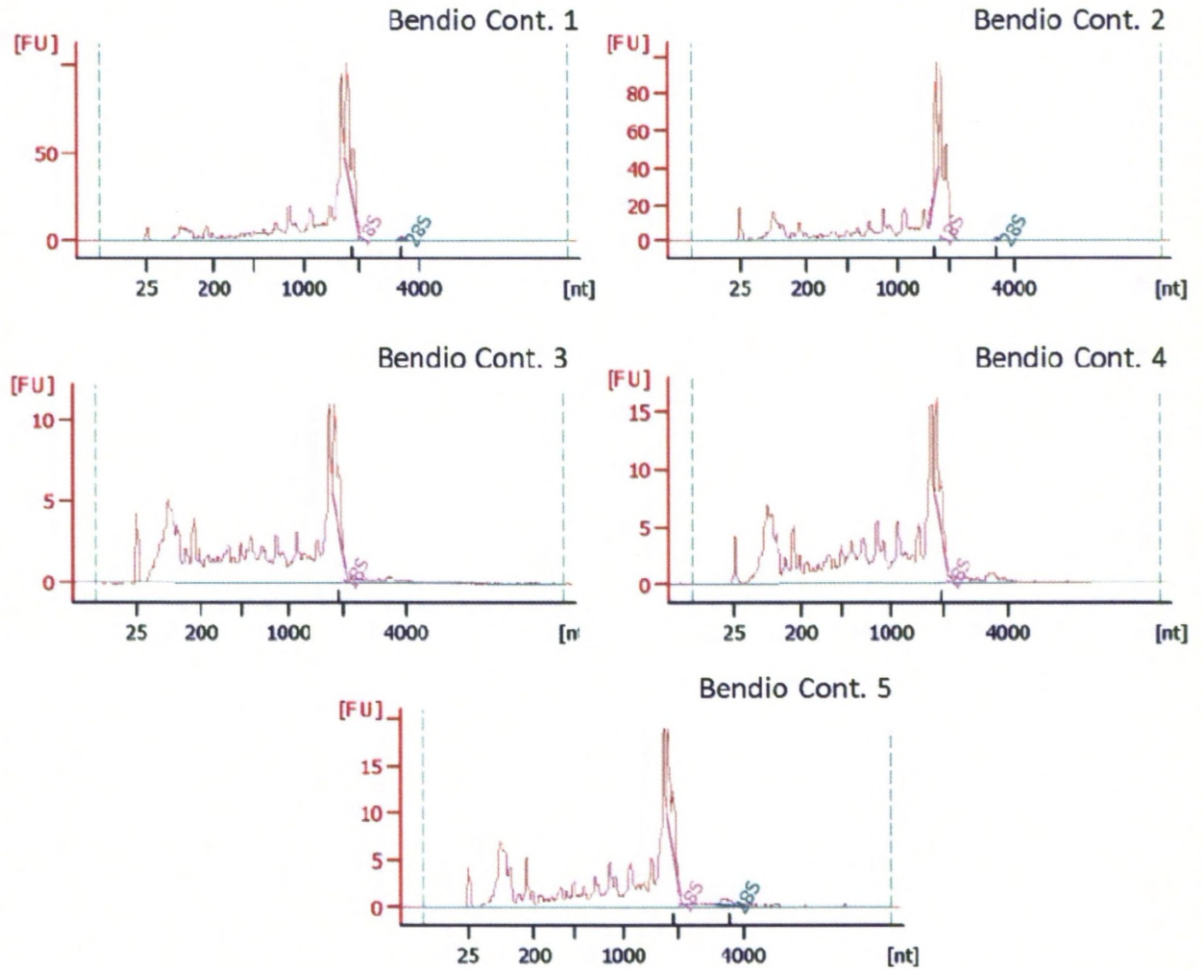 Bendio Cont. 1
[FU]
50
0
18S
28S
25 200 1000 4000 [nt]
Bendio Cont. 2
[FU]
80
60
40
20
0
18S
28S
25 200 1000 4000 [nt]
Bendio Cont. 3
[FU]
10
5
0
18S
25 200 1000 4000 [nt
Bendio Cont. 4
[FU]
15
10
5
0
18S
25 200 1000 4000 [nt]
Bendio Cont. 5
[FU]
15
10
5
0
18S
28S
25 200 1000 4000 [nt]